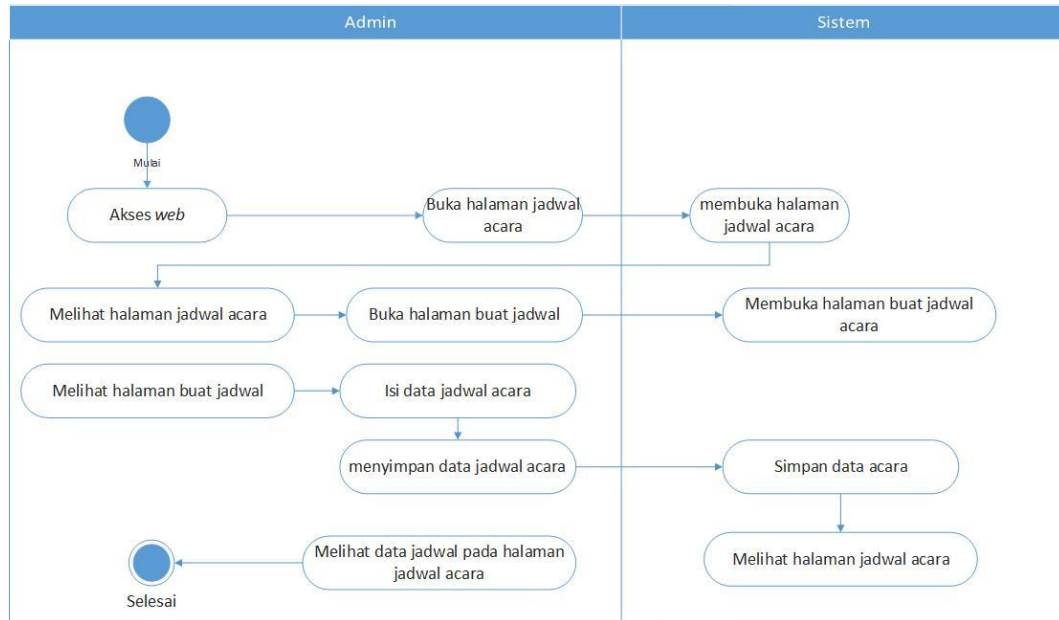 Admin
Sistem
Mulai
Akses web
Buka halaman jadwal
acara
membuka halaman
jadwal acara
Melihat halaman jadwal acara
Buka halaman buat jadwal
Membuka halaman buat jadwal
acara
Melihat halaman buat jadwal
Isi data jadwal acara
menyimpan data jadwal acara
Simpan data acara
Melihat data jadwal pada halaman
jadwal acara
Melihat halaman jadwal acara
Selesai